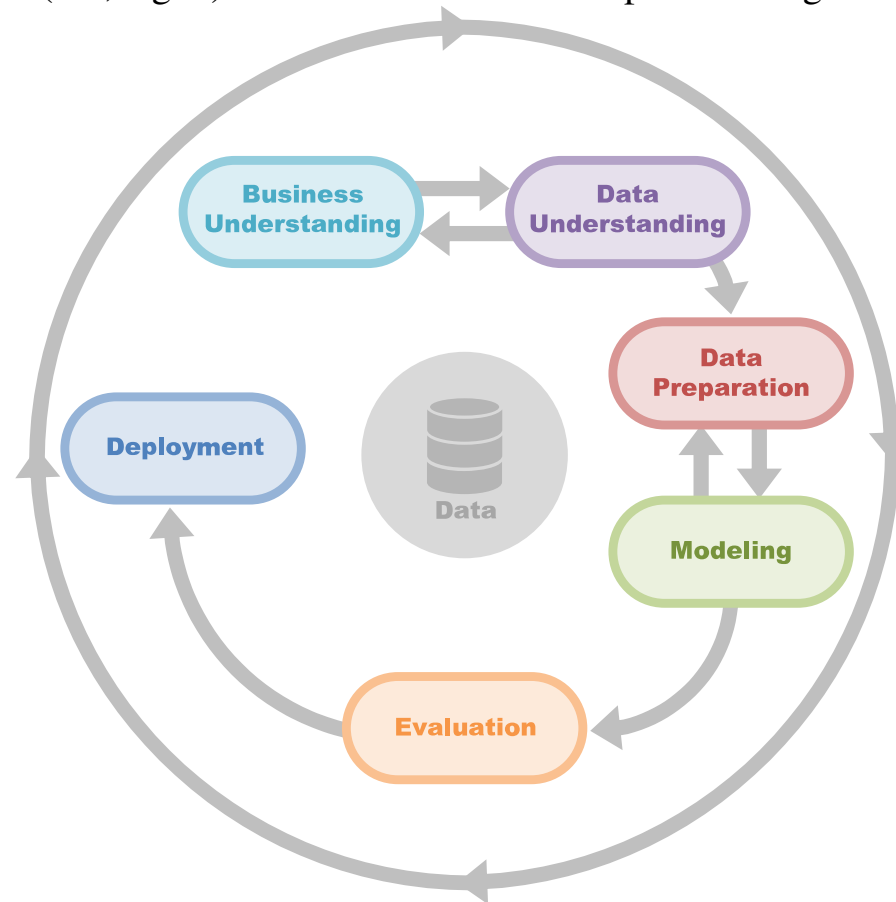 Business
Understanding
Data
Understanding
Data
Preparation
Deployment
Data
Modeling
Evaluation